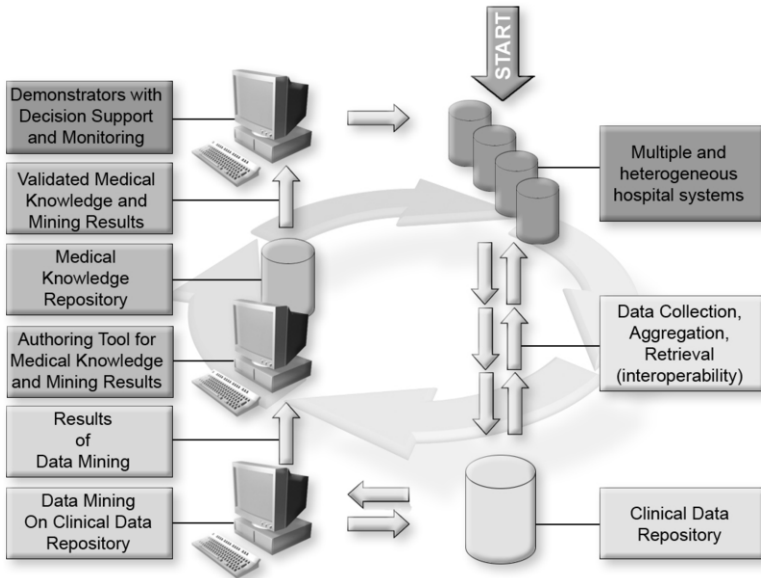 START
Demonstrators with
Decision Support
and Monitoring
Validated Medical
Knowledge and
Mining Results
Medical
Knowledge
Repository
Authoring Tool for
Medical Knowledge
and Mining Results
Results
of
Data Mining
Data Mining
On Clinical Data
Repository
Multiple and
heterogeneous
hospital systems
Data Collection,
Aggregation,
Retrieval
(interoperability)
Clinical Data
Repository